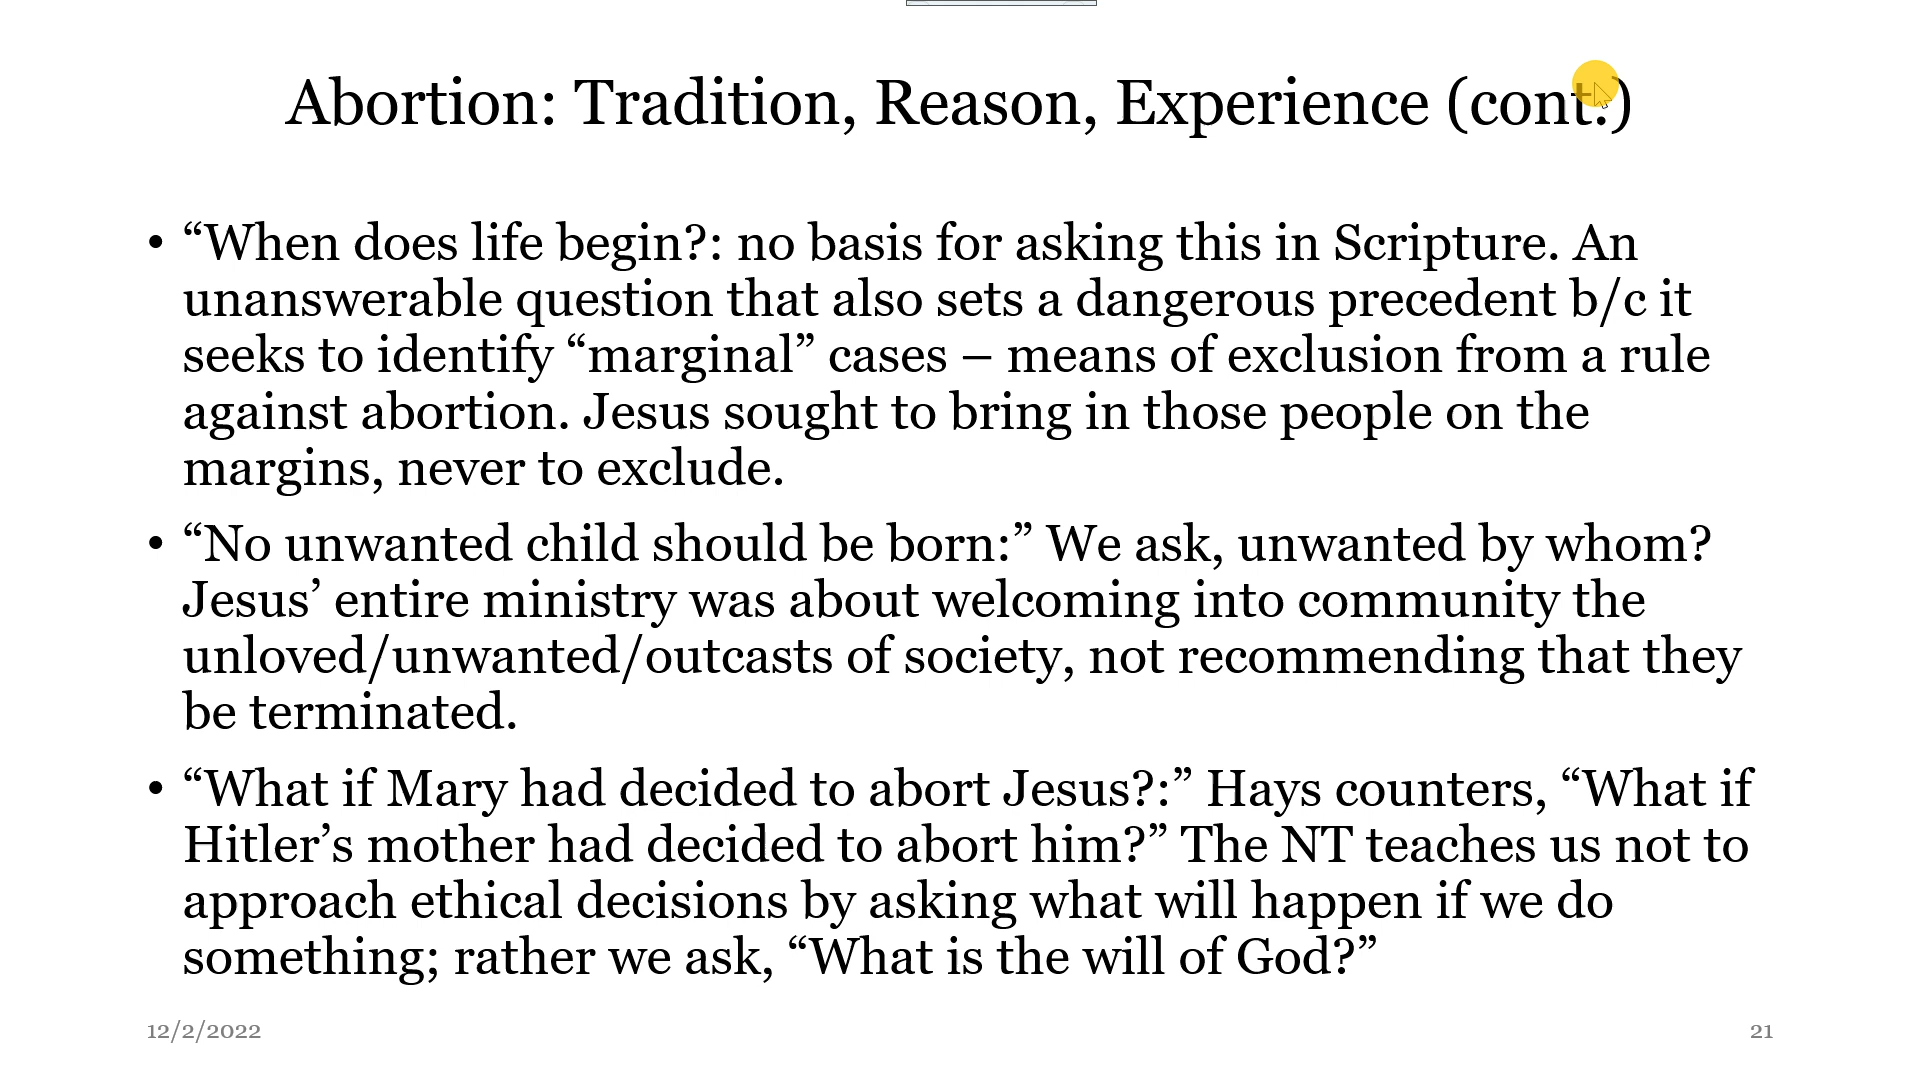 Abortion: Tradition, Reason, Experience (cont.)
• “When does life begin?: no basis for asking this in Scripture. An
unanswerable question that also sets a dangerous precedent b/c it
seeks to identify “marginal” cases – means of exclusion from a rule
against abortion. Jesus sought to bring in those people on the
margins, never to exclude.
• “No unwanted child should be born:” We ask, unwanted by whom?
Jesus’ entire ministry was about welcoming into community the
unloved/unwanted/outcasts of society, not recommending that they
be terminated.
• “What if Mary had decided to abort Jesus?:” Hays counters, “What if
Hitler’s mother had decided to abort him?” The NT teaches us not to
approach ethical decisions by asking what will happen if we do
something; rather we ask, “What is the will of God?”
12/2/2022
21